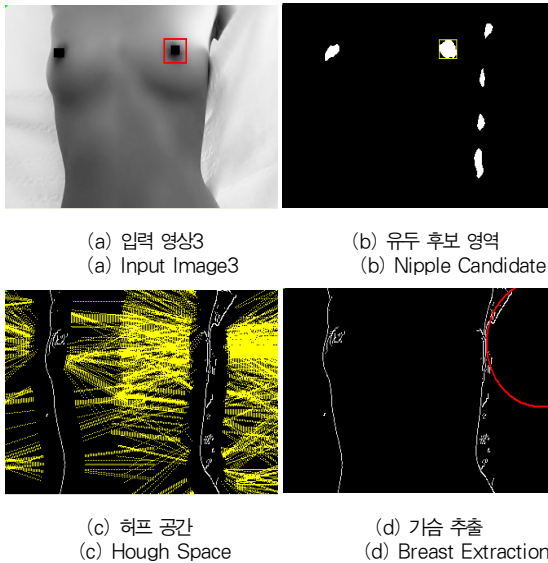 (a) 입력 영상3
(a) Input Image3
(b) 유두 후보 영역
(b) Nipple Candidate
(c) 허프 공간
(c) Hough Space
(d) 가슴 추출
(d) Breast Extraction